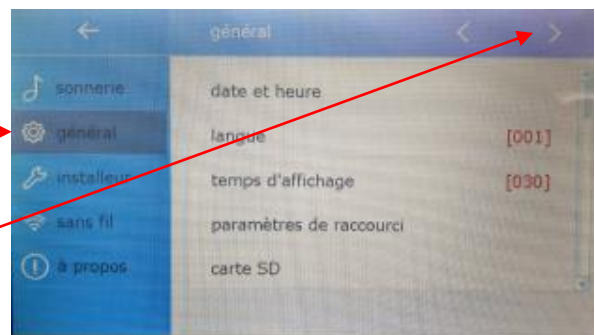 général
sonnerie
général
installeur
sans fil
à propos
date et heure
langue [001]
temps d'affichage [030]
paramètres de raccourci
carte SD